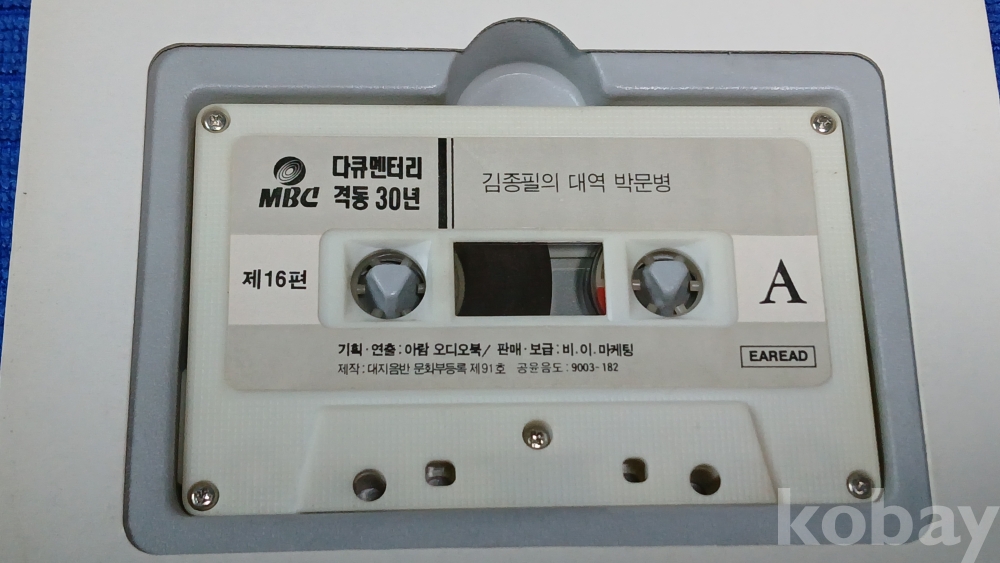 MBC
다큐멘터리
격동 30년
김종필의 대역 박문병
제16편
A
기획·연출 : 아람 오디오북/ 판매·보급 : 비.이.마케팅
제작 : 대지음반 문화부등록 제91호 공윤음도 : 9003-182
EAREAD
kobay